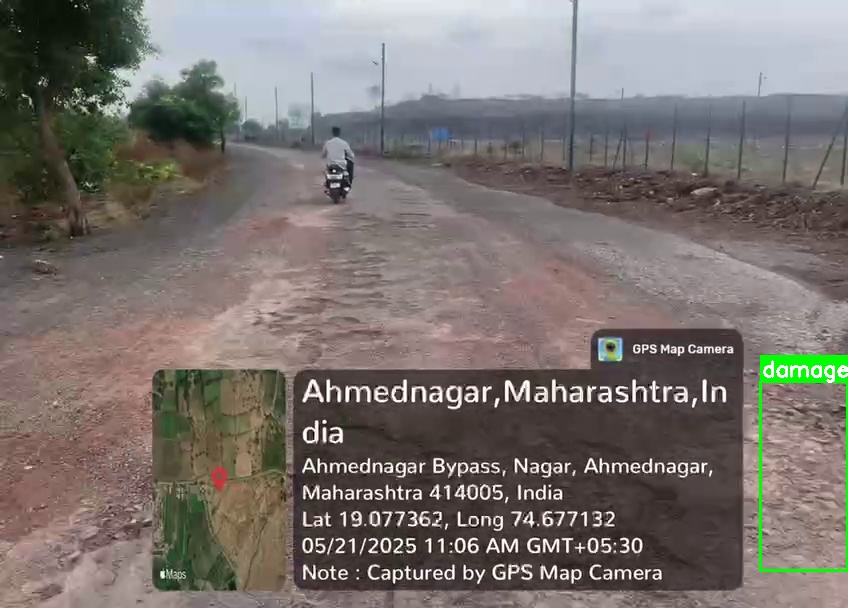 GPS Map Camera
damage
Ahmednagar,Maharashtra,In
dia
Ahmednagar Bypass, Nagar, Ahmednagar,
Maharashtra 414005, India
Lat 19.077362, Long 74.677132
05/21/2025 11:06 AM GMT+05:30
Note : Captured by GPS Map Camera
Maps